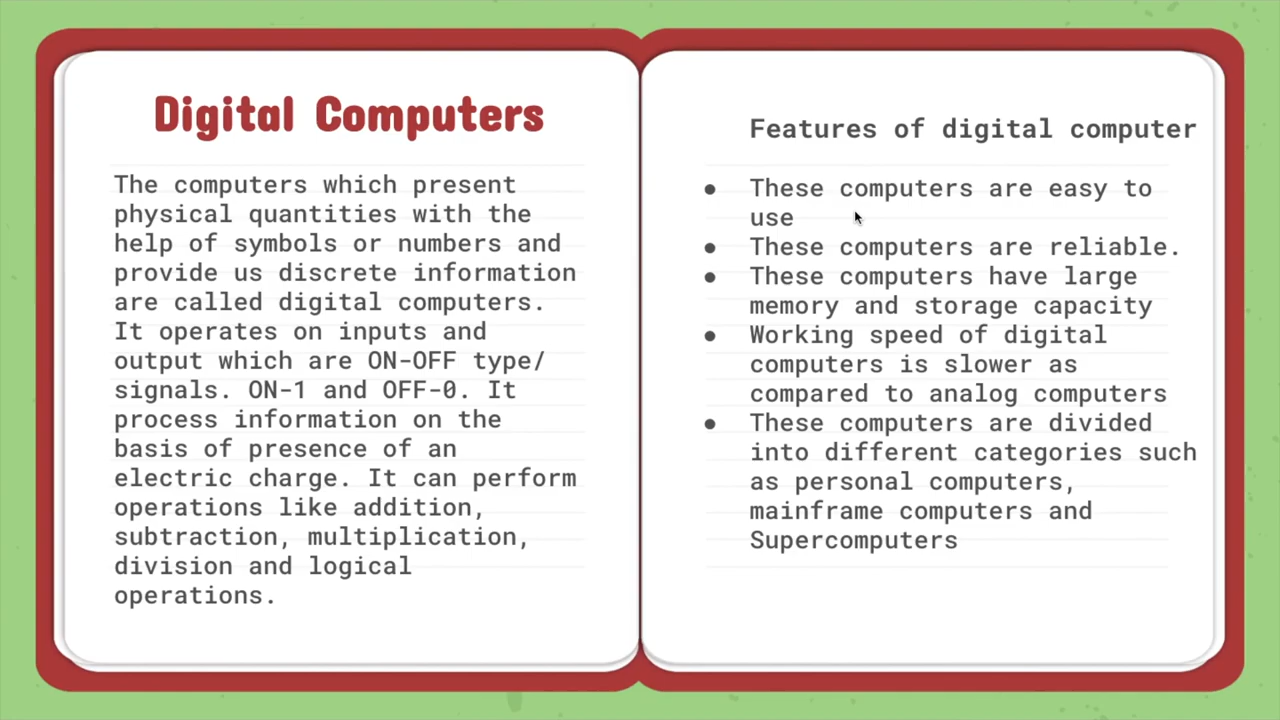 Digital Computers
The computers which present
physical quantities with the
help of symbols or numbers and
provide us discrete information
are called digital computers.
It operates on inputs and
output which are ON-OFF type/
signals. ON-1 and OFF-0. It
process information on the
basis of presence of an
electric charge. It can perform
operations like addition,
subtraction, multiplication,
division and logical
operations.
Features of digital computer
● These computers are easy to
use
● These computers are reliable.
● These computers have large
memory and storage capacity
● Working speed of digital
computers is slower as
compared to analog computers
● These computers are divided
into different categories such
as personal computers,
mainframe computers and
Supercomputers